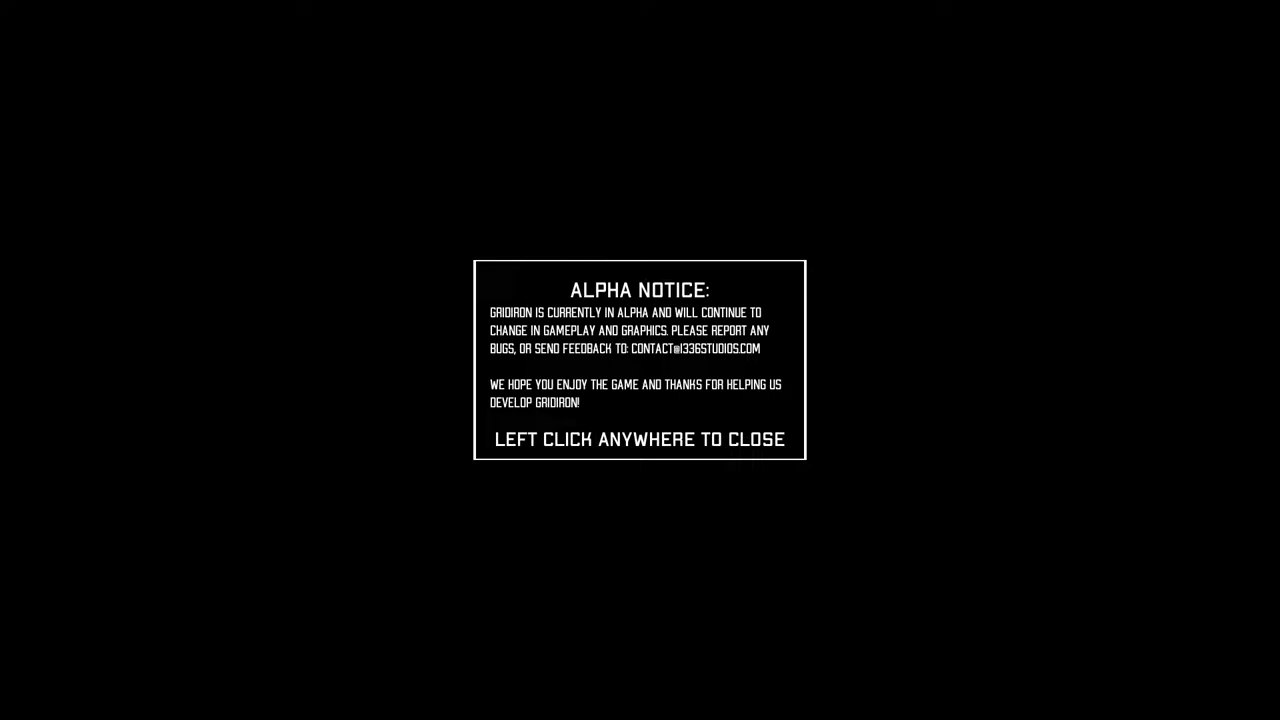 ALPHA NOTICE:
GRIDIRON IS CURRENTLY IN ALPHA AND WILL CONTINUE TO
CHANGE IN GAMEPLAY AND GRAPHICS. PLEASE REPORT ANY
BUGS, OR SEND FEEDBACK TO: CONTACT@1336STUDIOS.COM
WE HOPE YOU ENJOY THE GAME AND THANKS FOR HELPING US
DEVELOP GRIDIRON!
LEFT CLICK ANYWHERE TO CLOSE